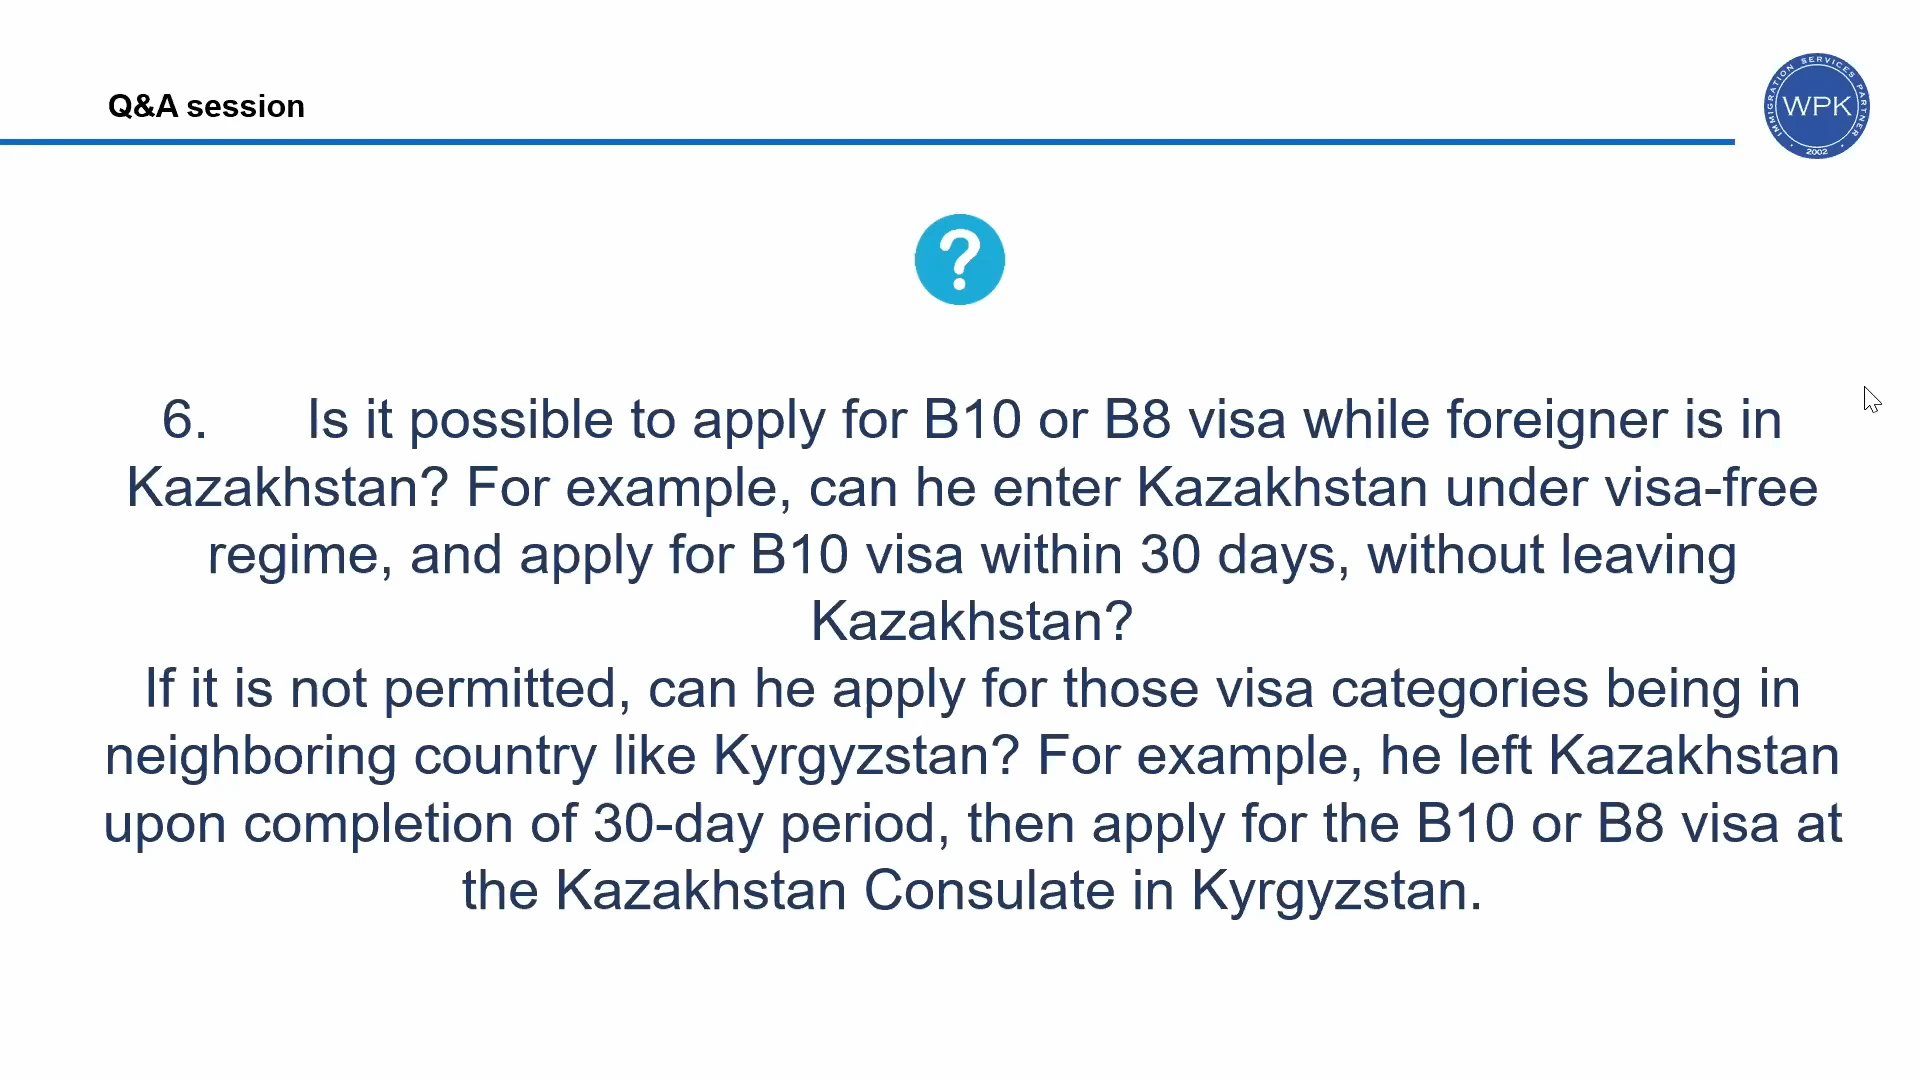 Q&A session
IMMIGRATION SERVICES PARTNER
WPK
2002
?
6. Is it possible to apply for B10 or B8 visa while foreigner is in
Kazakhstan? For example, can he enter Kazakhstan under visa-free
regime, and apply for B10 visa within 30 days, without leaving
Kazakhstan?
If it is not permitted, can he apply for those visa categories being in
neighboring country like Kyrgyzstan? For example, he left Kazakhstan
upon completion of 30-day period, then apply for the B10 or B8 visa at
the Kazakhstan Consulate in Kyrgyzstan.